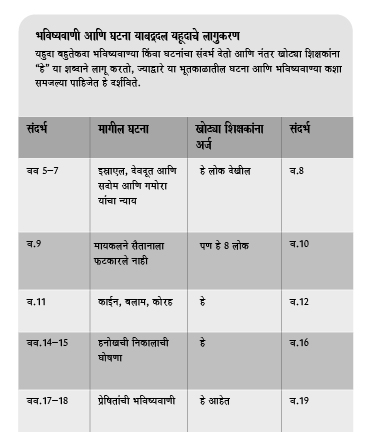 भविष्यवाणी आणि घटना याबद्दल यहूदाचे लागुकरण
यहुदा बहुतेकदा भविष्यवाण्या किंवा घटनांचा संदर्भ देतो आणि नंतर खोट्या शिक्षकांना
“हे” या शब्दाने लागू करतो, ज्याद्वारे या भूतकाळातील घटना आणि भविष्यवाण्या कशा
समजल्या पाहिजेत हे दर्शविते.
संदर्भ मागील घटना खोट्या शिक्षकांना संदर्भ
अर्ज
वव 5–7 इस्राएल, देवदूत आणि हे लोक देखील व.8
सदोम आणि गमोरा
यांचा न्याय
व.9 मायकलने सैतानाला पण हे 8 लोक व.10
फटकारले नाही
व.11 काईन, बलाम, कोरह हे व.12
वव.14–15 हनोखची निकालाची हे व.16
घोषणा
वव.17–18 प्रेषितांची भविष्यवाणी हे आहेत व.19